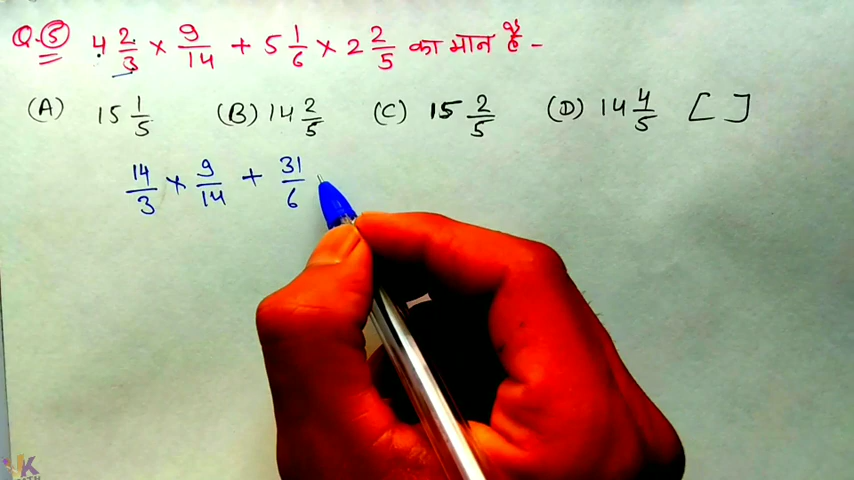 Q.⑤ 4 2/3 × 9/14 + 5 1/6 × 2 2/5 का मान है -
(A) 15 1/5 (B) 14 2/5 (C) 15 2/5 (D) 14 4/5 [ ]
14/3 × 9/14 + 31/6